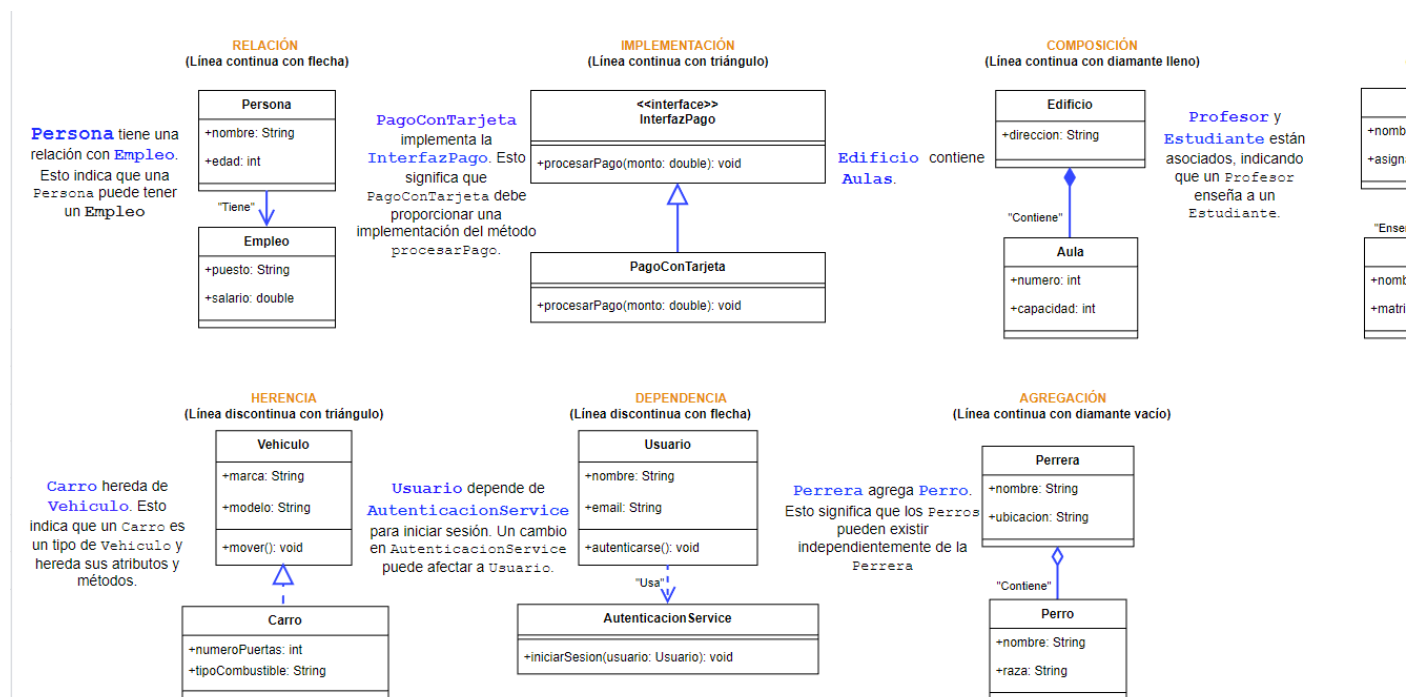 RELACIÓN
(Línea continua con flecha)
Persona
+nombre: String
+edad: int
Persona tiene una
relación con Empleo.
Esto indica que una
Persona puede tener
un Empleo
"Tiene"
Empleo
+puesto: String
+salario: double
IMPLEMENTACIÓN
(Línea continua con triángulo)
<<interface>>
InterfazPago
+procesarPago(monto: double): void
PagoConTarjeta
implementa la
InterfazPago. Esto
significa que
PagoConTarjeta debe
proporcionar una
implementación del método
procesarPago.
PagoConTarjeta
+procesarPago(monto: double): void
COMPOSICIÓN
(Línea continua con diamante lleno)
Edificio
+direccion: String
Edificio contiene
Aulas.
"Contiene"
Aula
+numero: int
+capacidad: int
Profesor y
Estudiante están
asociados, indicando
que un Profesor
enseña a un
Estudiante.
HERENCIA
(Línea discontinua con triángulo)
Vehiculo
+marca: String
+modelo: String
+mover(): void
Carro hereda de
Vehiculo. Esto
indica que un Carro es
un tipo de Vehiculo y
hereda sus atributos y
métodos.
Carro
+numeroPuertas: int
+tipoCombustible: String
DEPENDENCIA
(Línea discontinua con flecha)
Usuario
+nombre: String
+email: String
+autenticarse(): void
Usuario depende de
AutenticacionService
para iniciar sesión. Un cambio
en AutenticacionService
puede afectar a Usuario.
"Usa"
AutenticacionService
+iniciarSesion(usuario: Usuario): void
AGREGACIÓN
(Línea continua con diamante vacío)
Perrera
+nombre: String
+ubicacion: String
Perrera agrega Perro.
Esto significa que los Perros
pueden existir
independientemente de la
Perrera
"Contiene"
Perro
+nombre: String
+raza: String